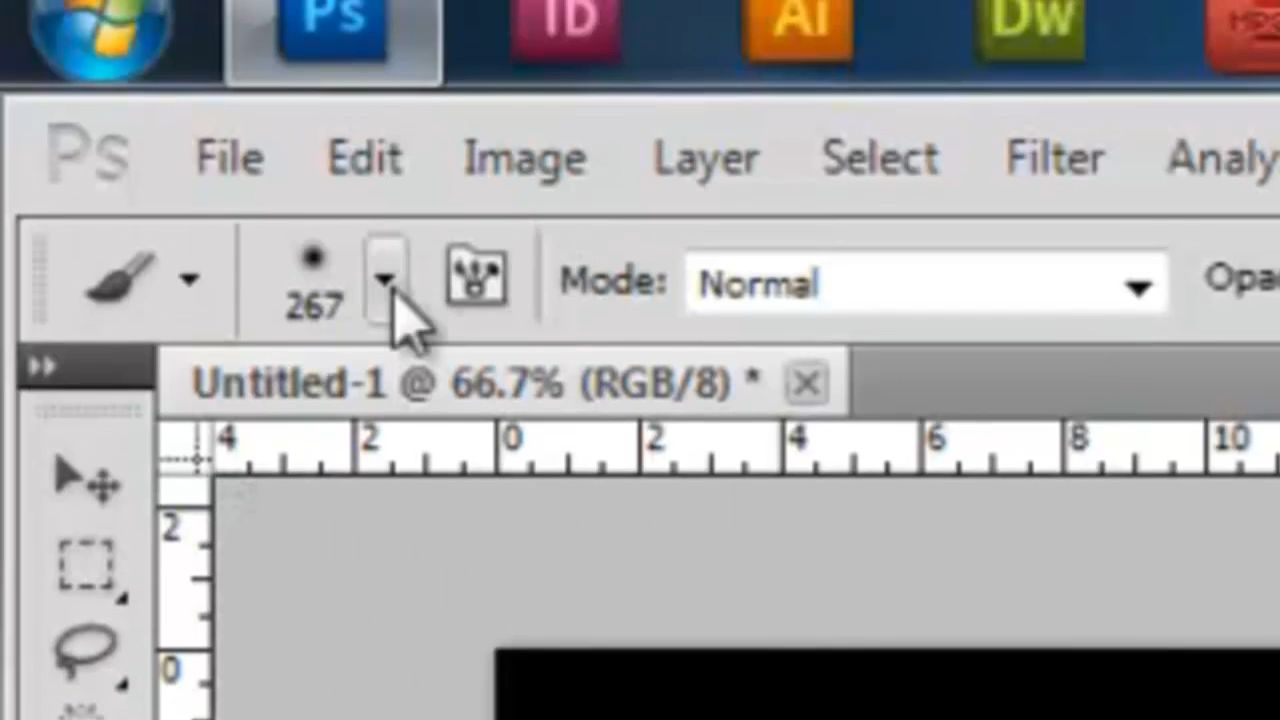 Ps ID Ai Dw
Ps File Edit Image Layer Select Filter Analy
267 Mode: Normal Opa
Untitled-1 @ 66.7% (RGB/8) *
4 2 0 2 4 6 8 10
2
0